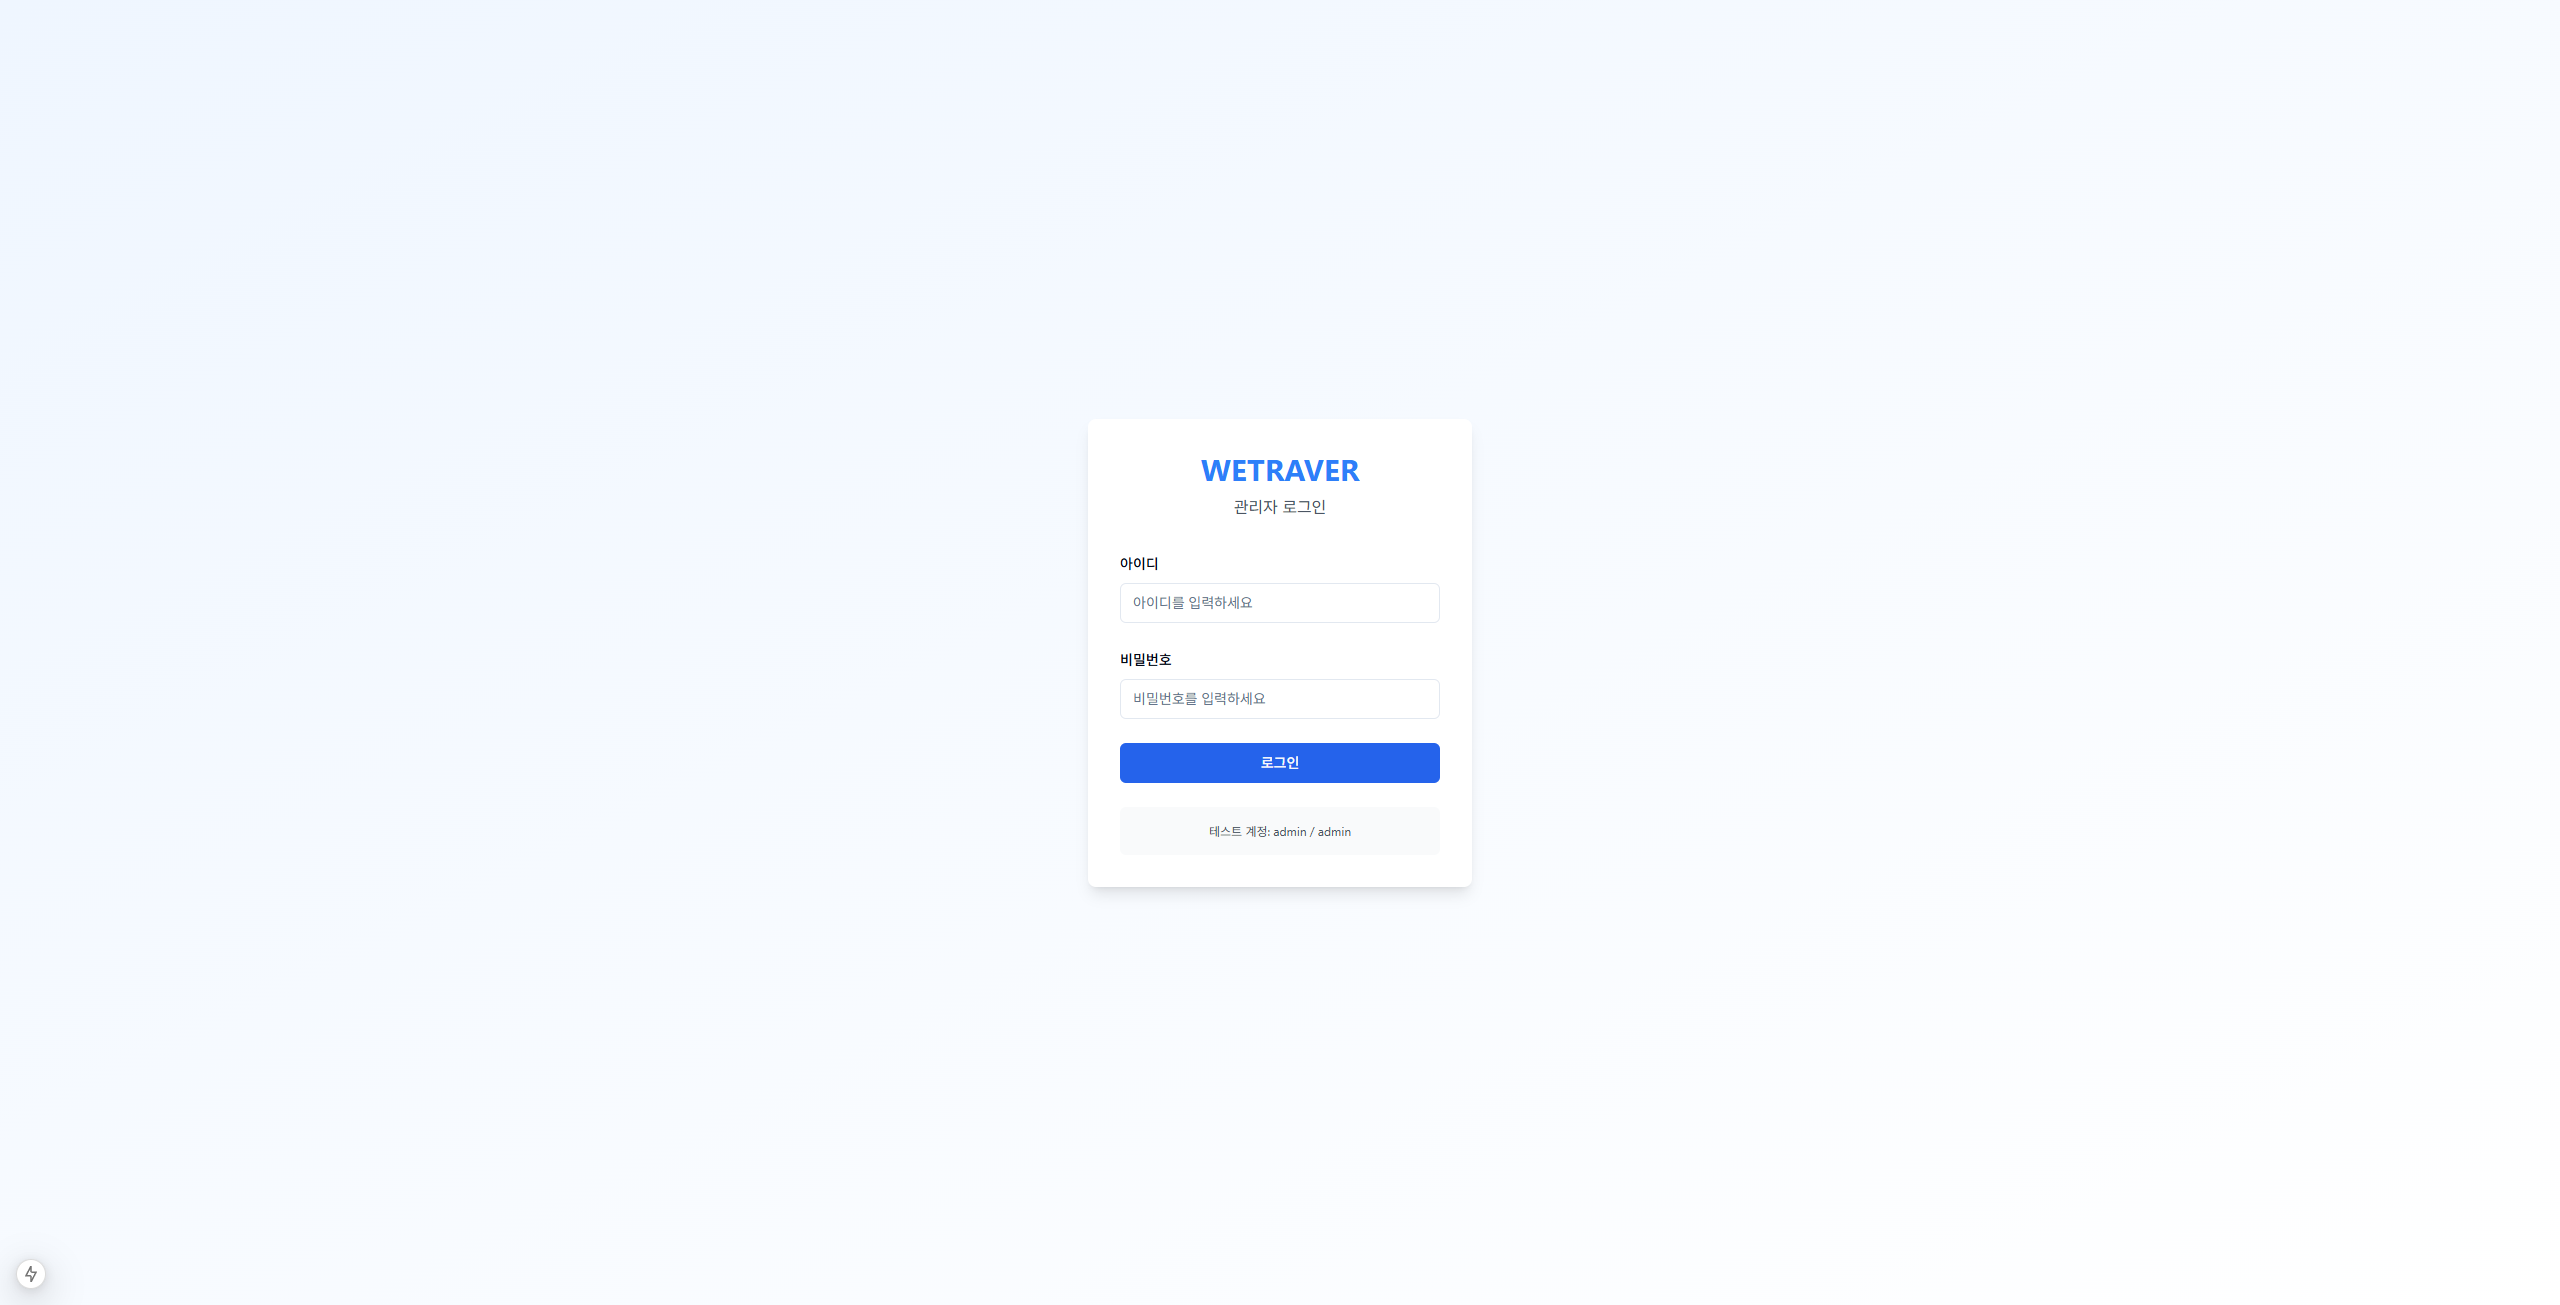 WETRAVER
관리자 로그인
아이디
아이디를 입력하세요
비밀번호
비밀번호를 입력하세요
로그인
테스트 계정: admin / admin